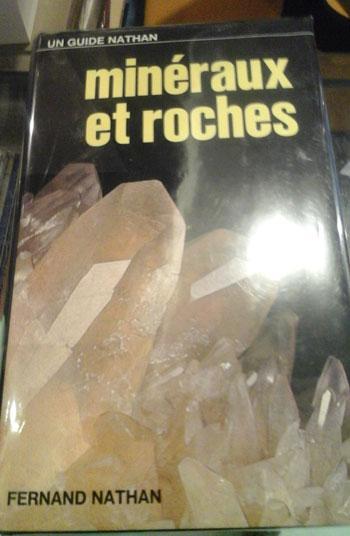 UN GUIDE NATHAN
minéraux
et roches
FERNAND NATHAN